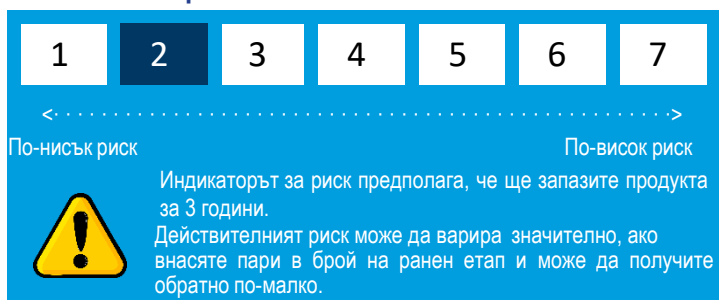 1 2 3 4 5 6 7
<· · · · · · · · · · · · · · · · · · · · · · · · · · · · · · · · · · · · · · · · · · · · · · · · · · · ·>
По-нисък риск По-висок риск
Индикаторът за риск предполага, че ще запазите продукта
за 3 години.
Действителният риск може да варира значително, ако
внасяте пари в брой на ранен етап и може да получите
обратно по-малко.